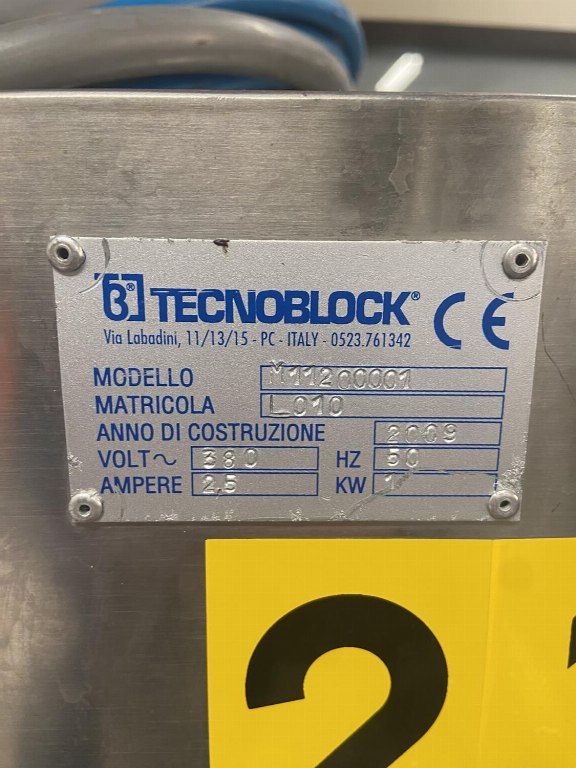 ß® TECNOBLOCK® CE
Via Labadini, 11/13/15 - PC - ITALY - 0523.761342
MODELLO M11200001
MATRICOLA L010
ANNO DI COSTRUZIONE 2009
VOLT~ 380 HZ 50
AMPERE 2,5 KW 1
2